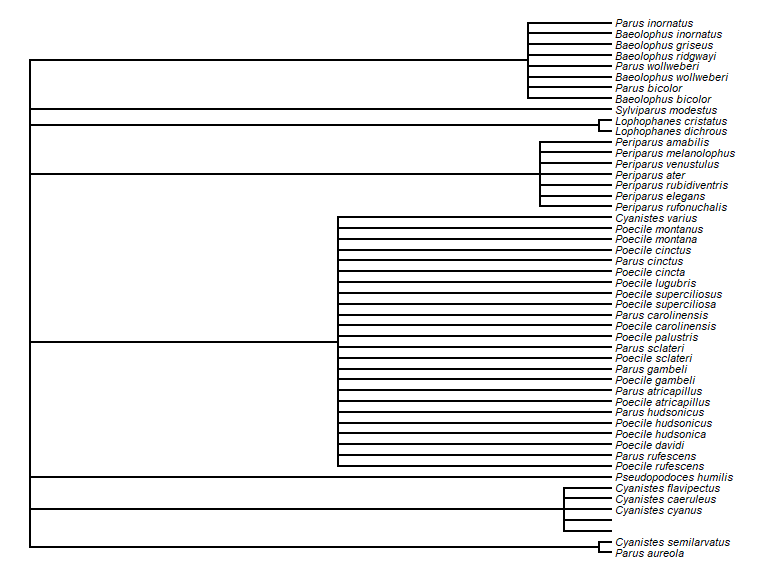 Parus inornatus
Baeolophus inornatus
Baeolophus griseus
Baeolophus ridgwayi
Parus wollweberi
Baeolophus wollweberi
Parus bicolor
Baeolophus bicolor
Sylviparus modestus
Lophophanes cristatus
Lophophanes dichrous
Periparus amabilis
Periparus melanolophus
Periparus venustulus
Periparus ater
Periparus rubidiventris
Periparus elegans
Periparus rufonuchalis
Cyanistes varius
Poecile montanus
Poecile montana
Poecile cinctus
Parus cinctus
Poecile cincta
Poecile lugubris
Poecile superciliosus
Poecile superciliosa
Parus carolinensis
Poecile carolinensis
Poecile palustris
Parus sclateri
Poecile sclateri
Parus gambeli
Poecile gambeli
Parus atricapillus
Poecile atricapillus
Parus hudsonicus
Poecile hudsonicus
Poecile hudsonica
Poecile davidi
Parus rufescens
Poecile rufescens
Pseudopodoces humilis
Cyanistes flavipectus
Cyanistes caeruleus
Cyanistes cyanus
Cyanistes semilarvatus
Parus aureola